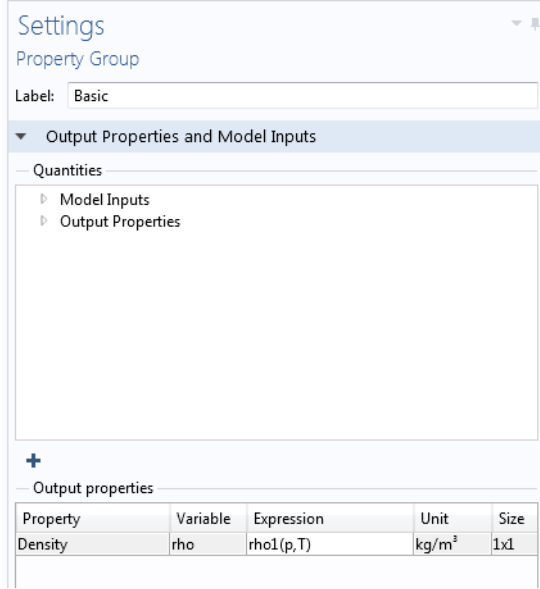 Settings
Property Group
Label: Basic
Output Properties and Model Inputs
Quantities
Model Inputs
Output Properties
Output properties
Property Variable Expression Unit Size
Density rho rho1(p,T) kg/m³ 1x1